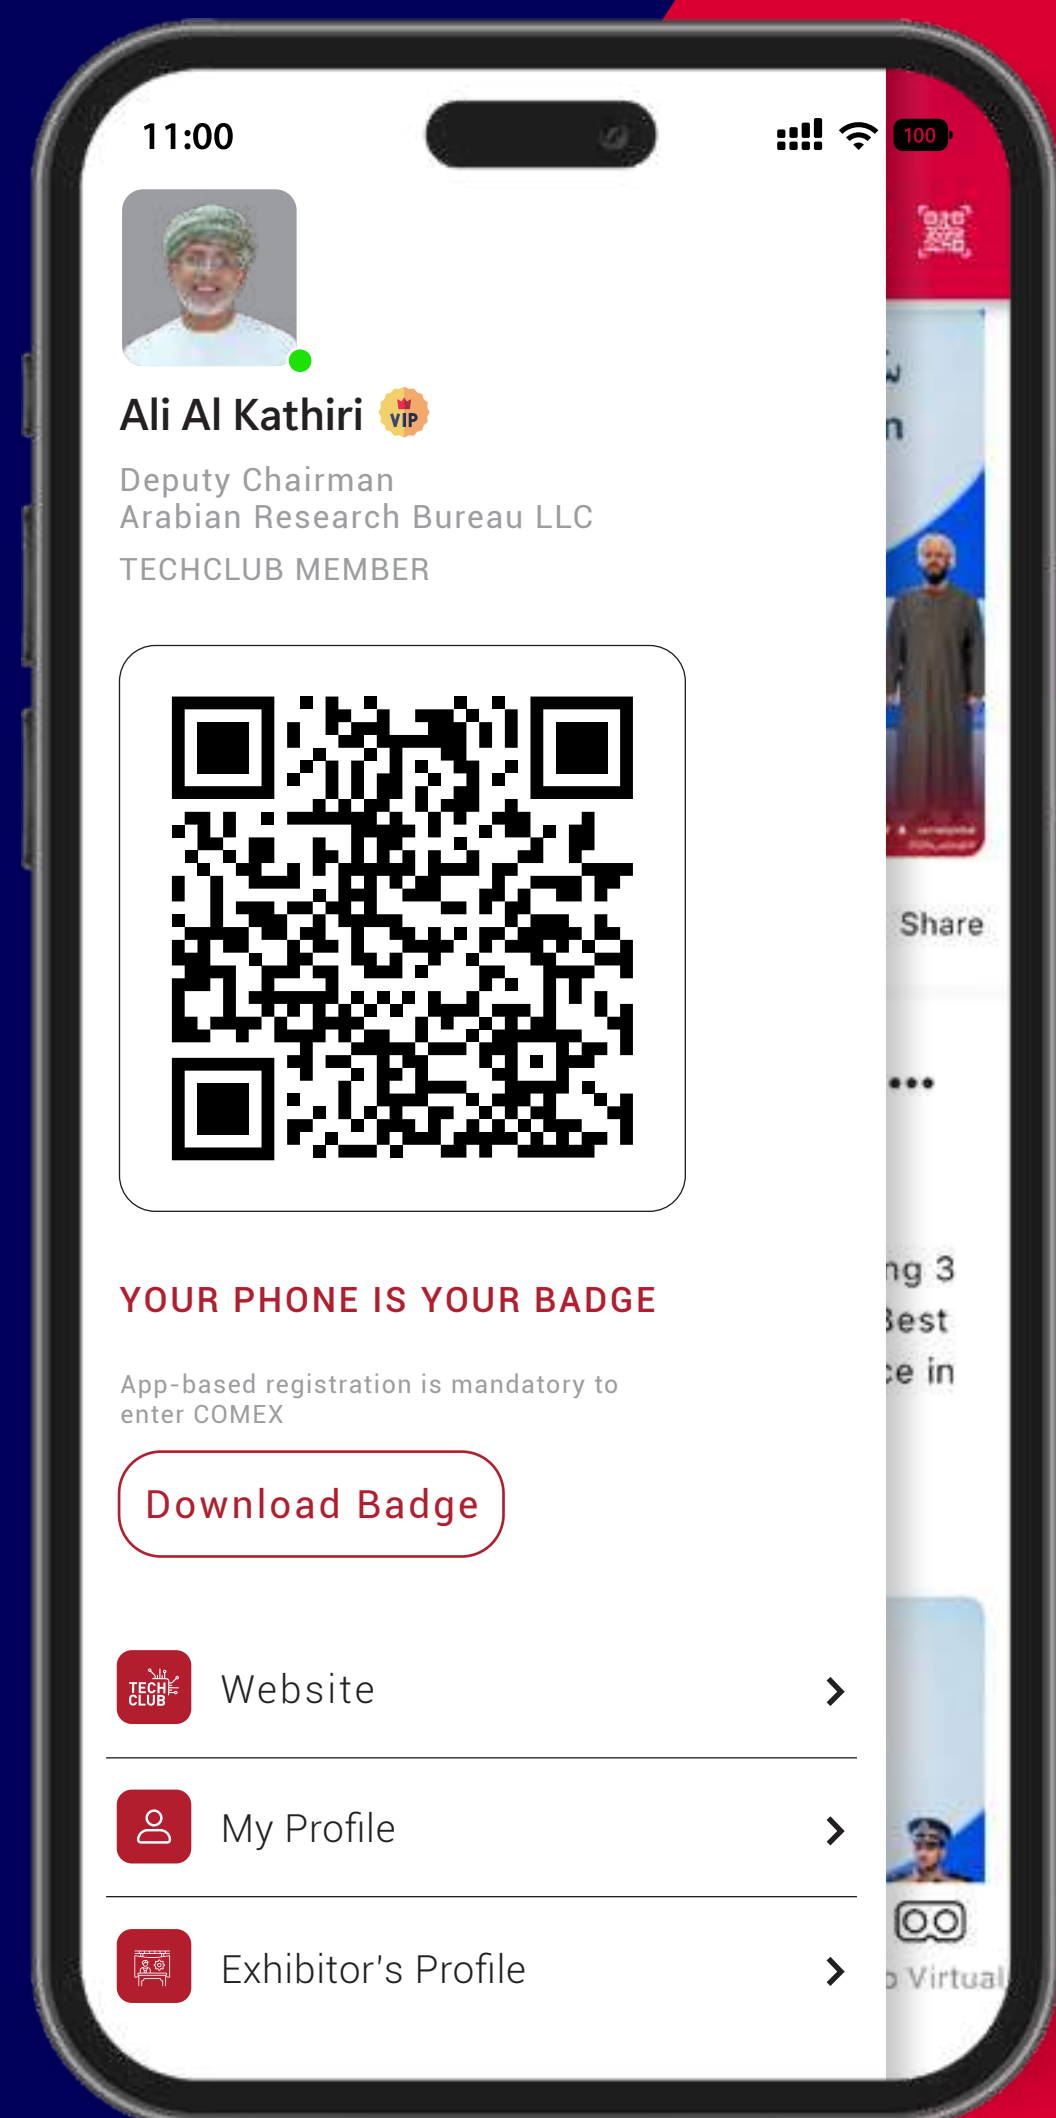 11:00
100
Ali Al Kathiri
VIP
Deputy Chairman
Arabian Research Bureau LLC
TECHCLUB MEMBER
Share
YOUR PHONE IS YOUR BADGE
ng 3
Best
ce in
App-based registration is mandatory to
enter COMEX
Download Badge
TECH
CLUB
Website
My Profile
Exhibitor's Profile
o Virtual